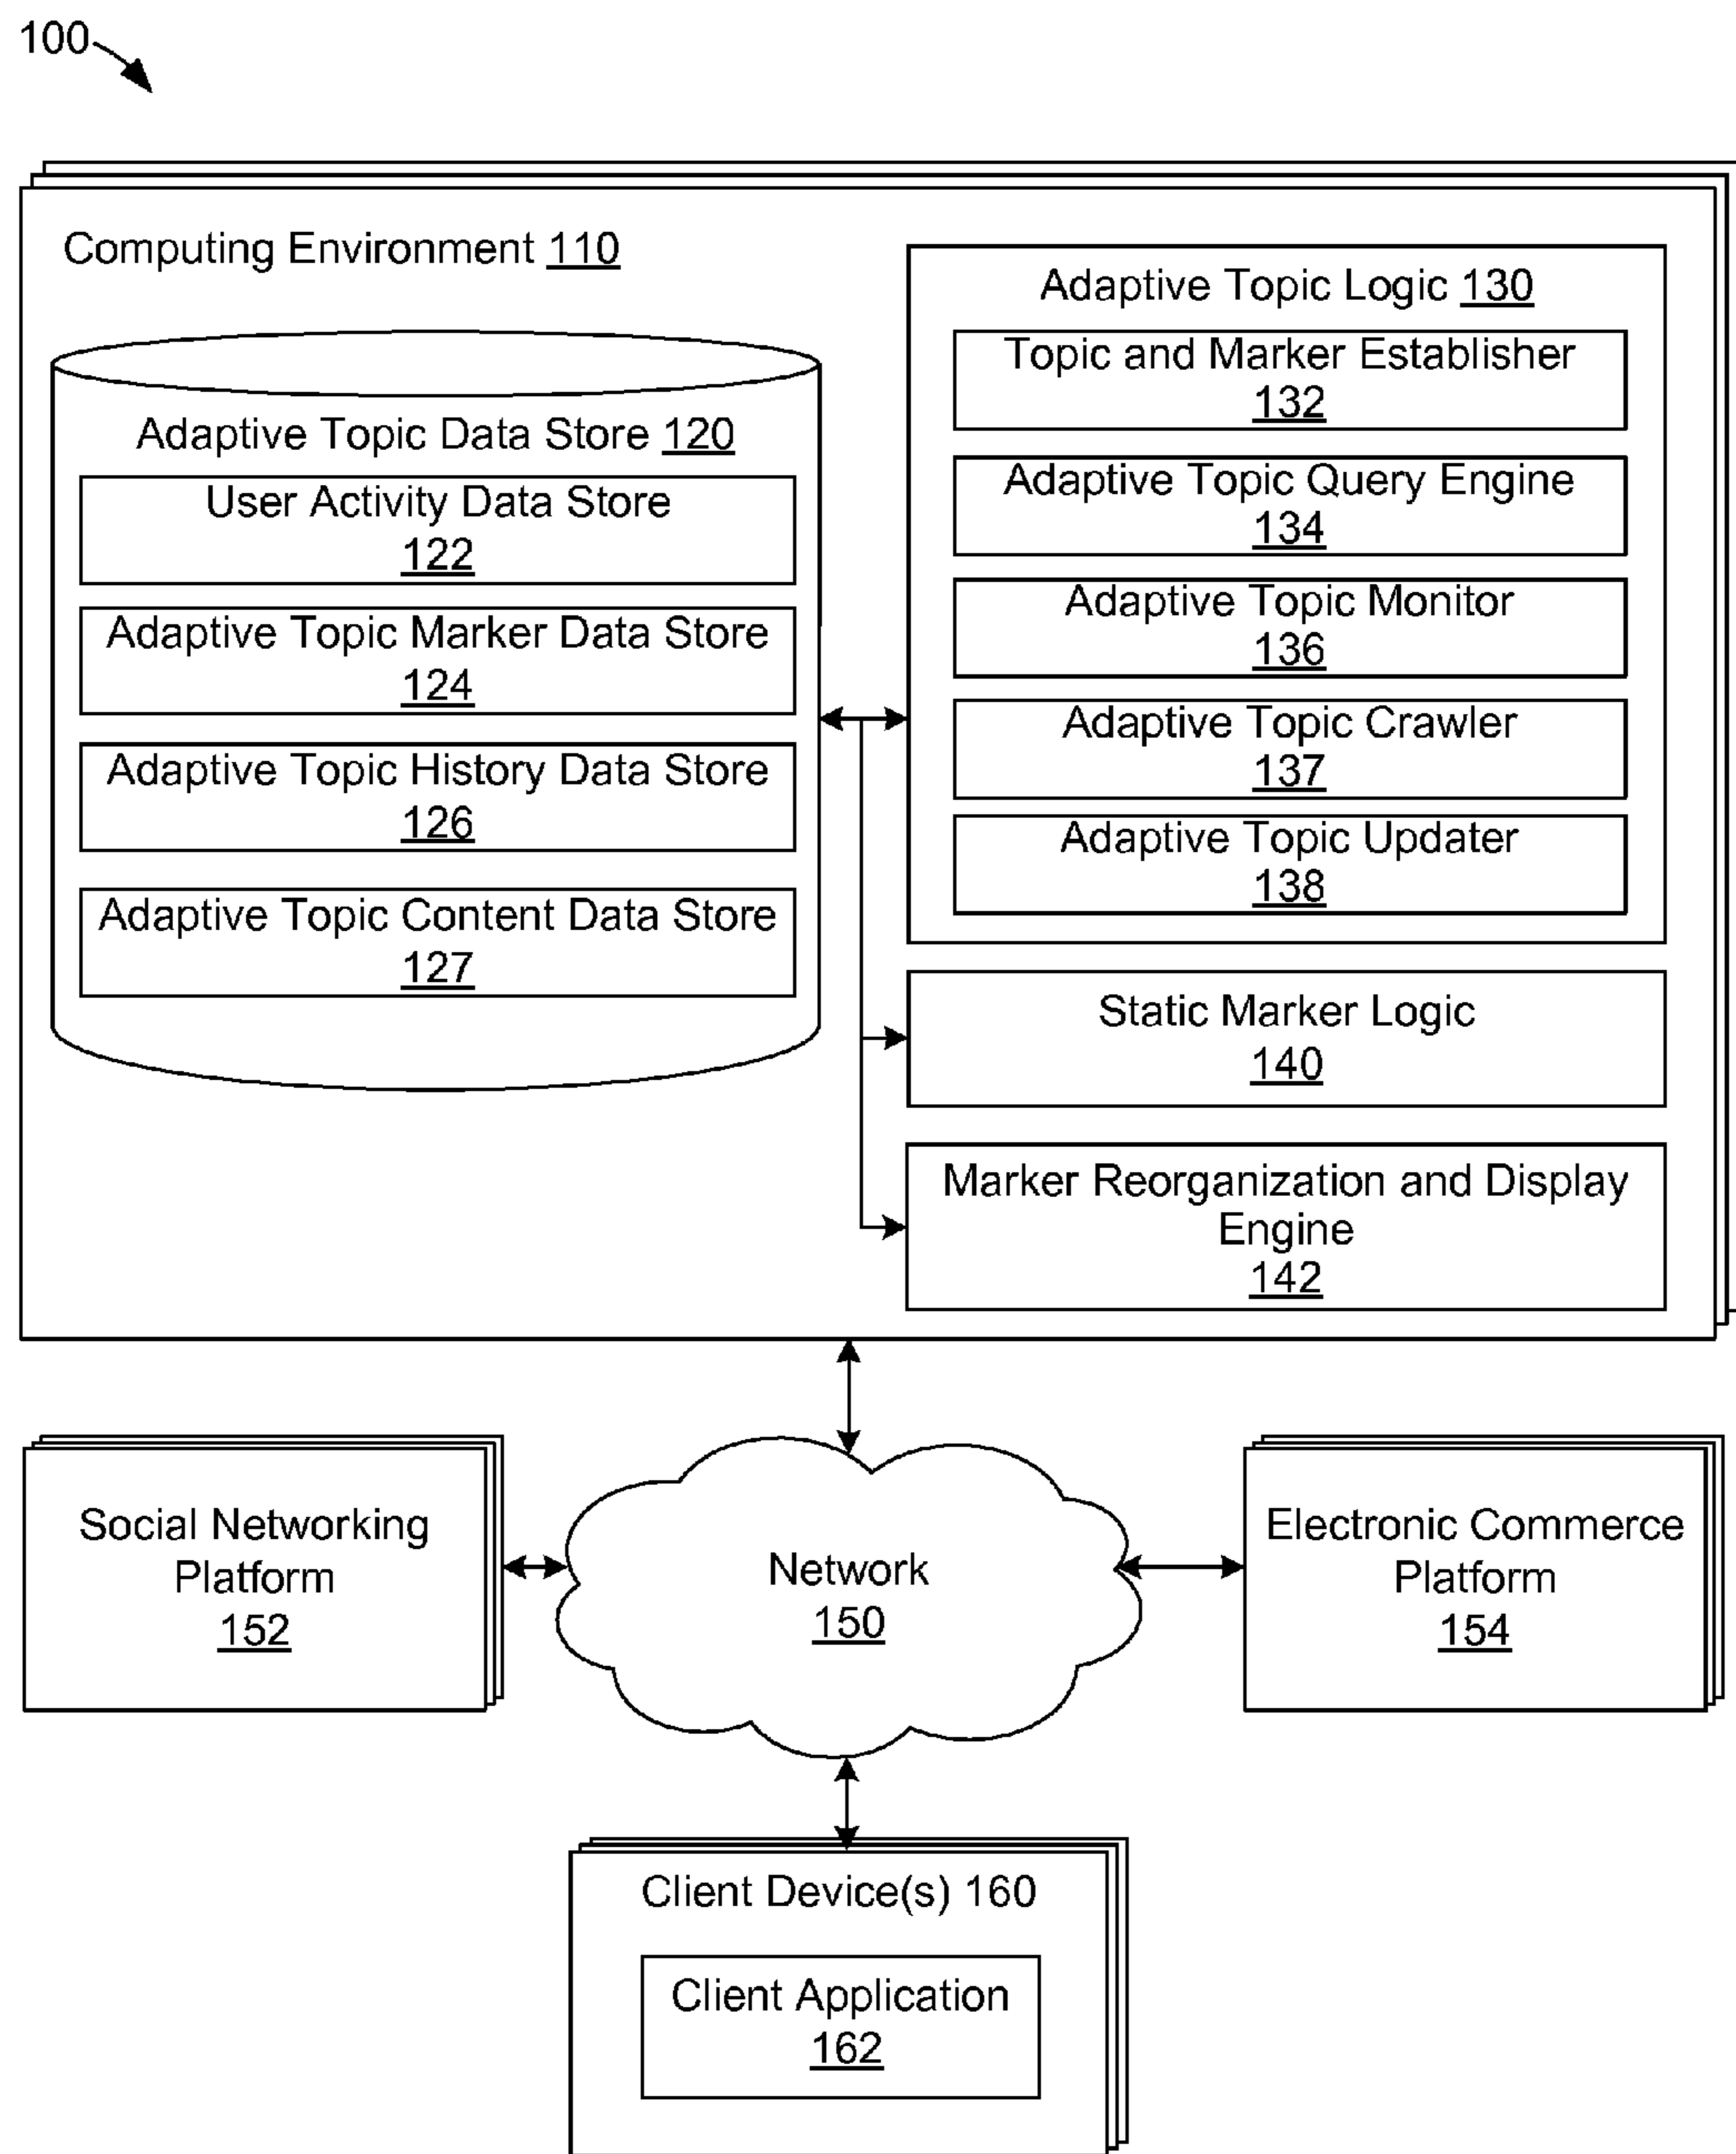 100
Computing Environment 110
Adaptive Topic Data Store 120
User Activity Data Store
122
Adaptive Topic Marker Data Store
124
Adaptive Topic History Data Store
126
Adaptive Topic Content Data Store
127
Adaptive Topic Logic 130
Topic and Marker Establisher
132
Adaptive Topic Query Engine
134
Adaptive Topic Monitor
136
Adaptive Topic Crawler
137
Adaptive Topic Updater
138
Static Marker Logic
140
Marker Reorganization and Display
Engine
142
Social Networking
Platform
152
Network
150
Electronic Commerce
Platform
154
Client Device(s) 160
Client Application
162